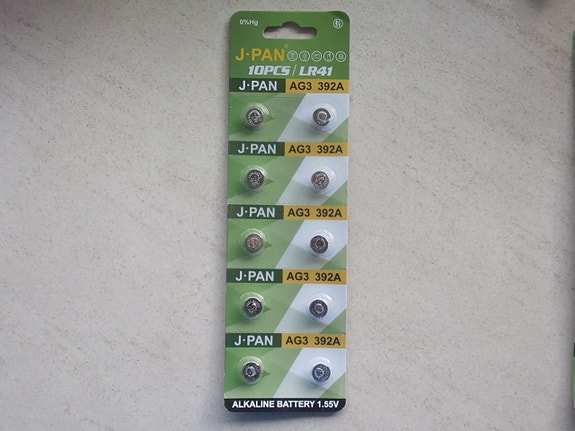 0%Hg
J·PAN®
10PCS/LR41
J·PAN AG3 392A
J·PAN AG3 392A
J·PAN AG3 392A
J·PAN AG3 392A
J·PAN AG3 392A
ALKALINE BATTERY 1.55V